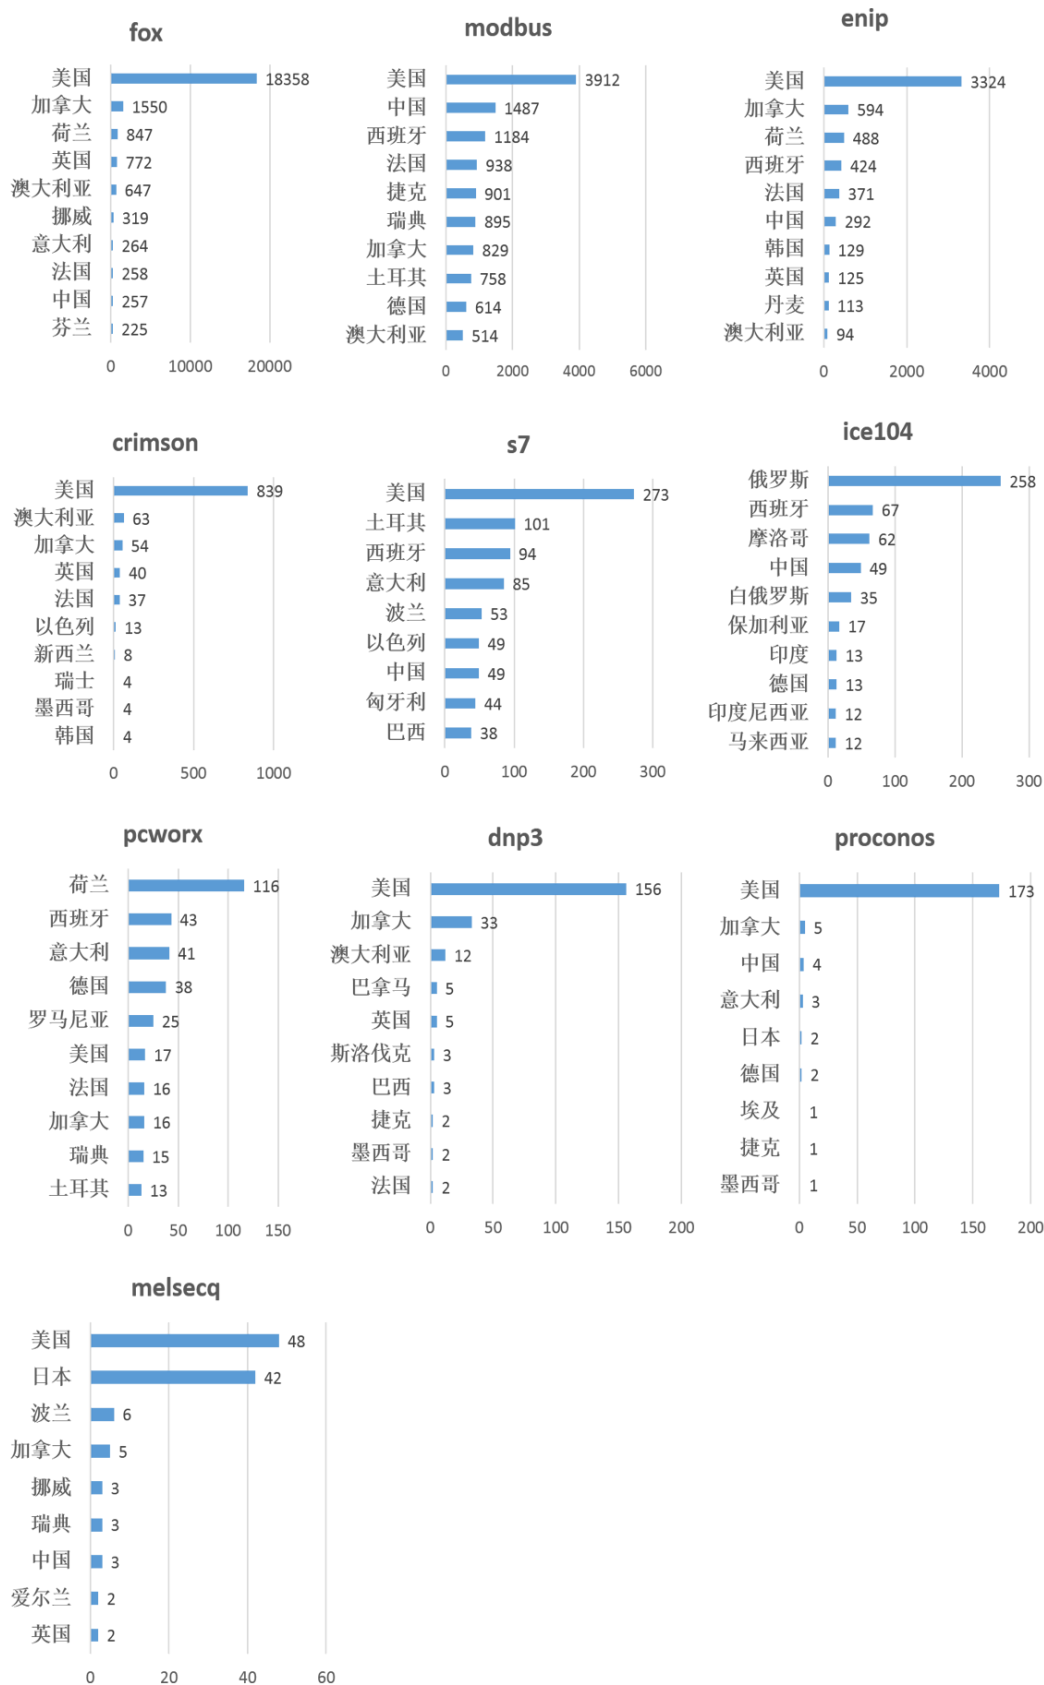 fox
美国 18358
加拿大 1550
荷兰 847
英国 772
澳大利亚 647
挪威 319
意大利 264
法国 258
中国 257
芬兰 225
0 10000 20000
modbus
美国 3912
中国 1487
西班牙 1184
法国 938
捷克 901
瑞典 895
加拿大 829
土耳其 758
德国 614
澳大利亚 514
0 2000 4000 6000
enip
美国 3324
加拿大 594
荷兰 488
西班牙 424
法国 371
中国 292
韩国 129
英国 125
丹麦 113
澳大利亚 94
0 2000 4000
crimson
美国 839
澳大利亚 63
加拿大 54
英国 40
法国 37
以色列 13
新西兰 8
瑞士 4
墨西哥 4
韩国 4
0 500 1000
s7
美国 273
土耳其 101
西班牙 94
意大利 85
波兰 53
以色列 49
中国 49
匈牙利 44
巴西 38
0 100 200 300
ice104
俄罗斯 258
西班牙 67
摩洛哥 62
中国 49
白俄罗斯 35
保加利亚 17
印度 13
德国 13
印度尼西亚 12
马来西亚 12
0 100 200 300
pcworx
荷兰 116
西班牙 43
意大利 41
德国 38
罗马尼亚 25
美国 17
法国 16
加拿大 16
瑞典 15
土耳其 13
0 50 100 150
dnp3
美国 156
加拿大 33
澳大利亚 12
巴拿马 5
英国 5
斯洛伐克 3
巴西 3
捷克 2
墨西哥 2
法国 2
0 50 100 150 200
proconos
美国 173
加拿大 5
中国 4
意大利 3
日本 2
德国 2
埃及 1
捷克 1
墨西哥 1
0 50 100 150 200
melsecq
美国 48
日本 42
波兰 6
加拿大 5
挪威 3
瑞典 3
中国 3
爱尔兰 2
英国 2
0 20 40 60